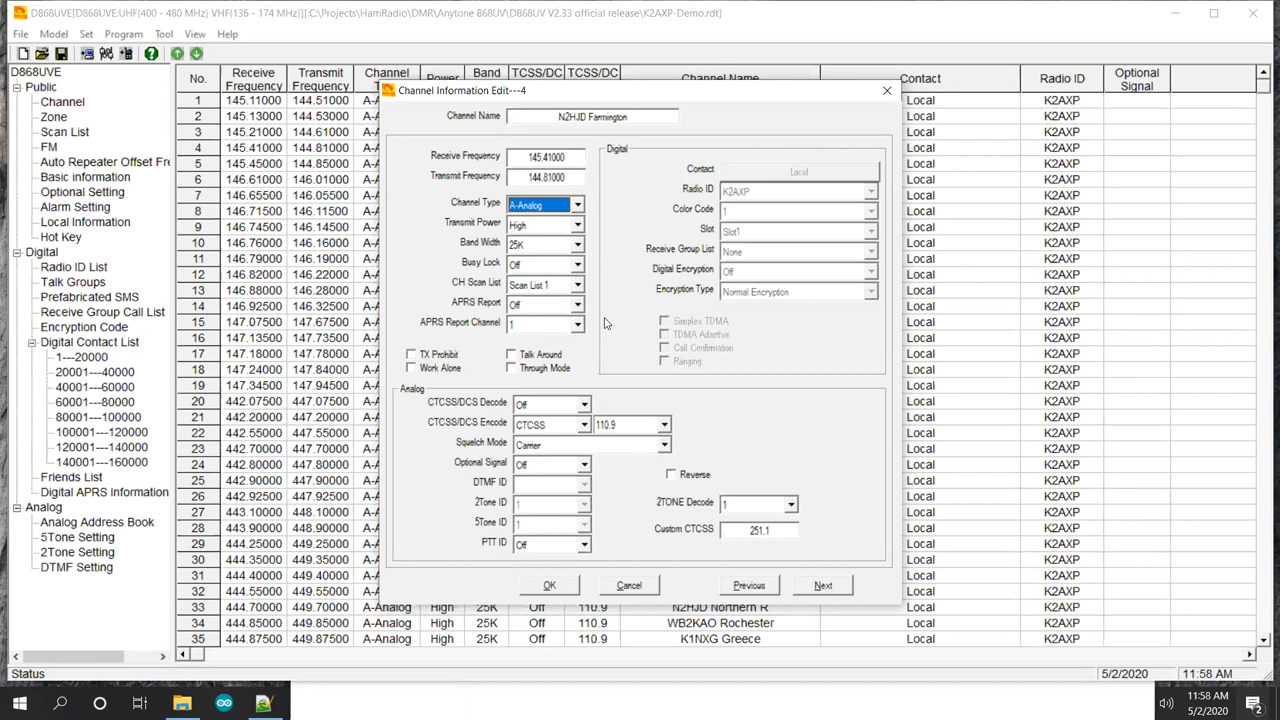 D868UVE[D868UVE:UHF(400 - 480 MHz) VHF(136 - 174 MHz)][:C:\Projects\HamRadio\DMR\Anytone 868UV\D868UV V2.33 official release\K2AXP-Demo.rdt]
File Model Set Program Tool View Help
D868UVE
Public
Channel
Zone
Scan List
FM
Auto Repeater Offset Fre
Basic information
Optional Setting
Alarm Setting
Local Information
Hot Key
Digital
Radio ID List
Talk Groups
Prefabricated SMS
Receive Group Call List
Encryption Code
Digital Contact List
1---20000
20001---40000
40001---60000
60001---80000
80001---100000
100001---120000
120001---140000
140001---160000
Friends List
Digital APRS Information
Analog
Analog Address Book
5Tone Setting
2Tone Setting
DTMF Setting
No. Receive Frequency Transmit Frequency Channel Power Band TCSS/DC TCSS/DC Channel Name Contact Radio ID Optional Signal
1 145.11000 144.51000 A-A Local K2AXP
2 145.13000 144.53000 A-A Local K2AXP
3 145.21000 144.61000 A-A Local K2AXP
4 145.41000 144.81000 A-A Local K2AXP
5 145.45000 144.85000 A-A Local K2AXP
6 146.61000 146.01000 A-A Local K2AXP
7 146.65500 146.05500 A-A Local K2AXP
8 146.71500 146.11500 A-A Local K2AXP
9 146.74500 146.14500 A-A Local K2AXP
10 146.76000 146.16000 A-A Local K2AXP
11 146.79000 146.19000 A-A Local K2AXP
12 146.82000 146.22000 A-A Local K2AXP
13 146.88000 146.28000 A-A Local K2AXP
14 146.92500 146.32500 A-A Local K2AXP
15 147.07500 147.67500 A-A Local K2AXP
16 147.13500 147.73500 A-A Local K2AXP
17 147.18000 147.78000 A-A Local K2AXP
18 147.24000 147.84000 A-A Local K2AXP
19 147.34500 147.94500 A-A Local K2AXP
20 442.07500 447.07500 A-A Local K2AXP
21 442.20000 447.20000 A-A Local K2AXP
22 442.55000 447.55000 A-A Local K2AXP
23 442.70000 447.70000 A-A Local K2AXP
24 442.80000 447.80000 A-A Local K2AXP
25 442.90000 447.90000 A-A Local K2AXP
26 442.92500 447.92500 A-A Local K2AXP
27 443.10000 448.10000 A-A Local K2AXP
28 443.90000 448.90000 A-A Local K2AXP
29 444.35000 449.35000 A-A Local K2AXP
30 444.35000 449.35000 A-A Local K2AXP
31 444.40000 449.40000 A-A Local K2AXP
32 444.55000 449.55000 A-A Local K2AXP
33 444.70000 449.70000 A-Analog High 25K Off 110.9 N2HJD Northern R Local K2AXP
34 444.85000 449.85000 A-Analog High 25K Off 110.9 WB2KAO Rochester Local K2AXP
35 444.87500 449.87500 A-Analog High 25K Off 110.9 K1NXG Greece Local K2AXP
Channel Information Edit---4
Channel Name N2HJD Farmington
Receive Frequency 145.41000
Transmit Frequency 144.81000
Channel Type A-Analog
Transmit Power High
Band Width 25K
Busy Lock Off
CH Scan List Scan List 1
APRS Report Off
APRS Report Channel 1
TX Prohibit Talk Around
Work Alone Through Mode
Digital
Contact Local
Radio ID K2AXP
Color Code 1
Slot Slot1
Receive Group List None
Digital Encryption Off
Encryption Type Normal Encryption
Simplex TDMA
TDMA Adaptive
Call Confirmation
Ranging
Analog
CTCSS/DCS Decode Off
CTCSS/DCS Encode CTCSS 110.9
Squelch Mode Carrier
Optional Signal Off Reverse
DTMF ID
2Tone ID 1 2TONE Decode 1
5Tone ID 1 Custom CTCSS 251.1
PTT ID Off
OK Cancel Previous Next
Status 5/2/2020 11:58 AM
11:58 AM
5/2/2020
2